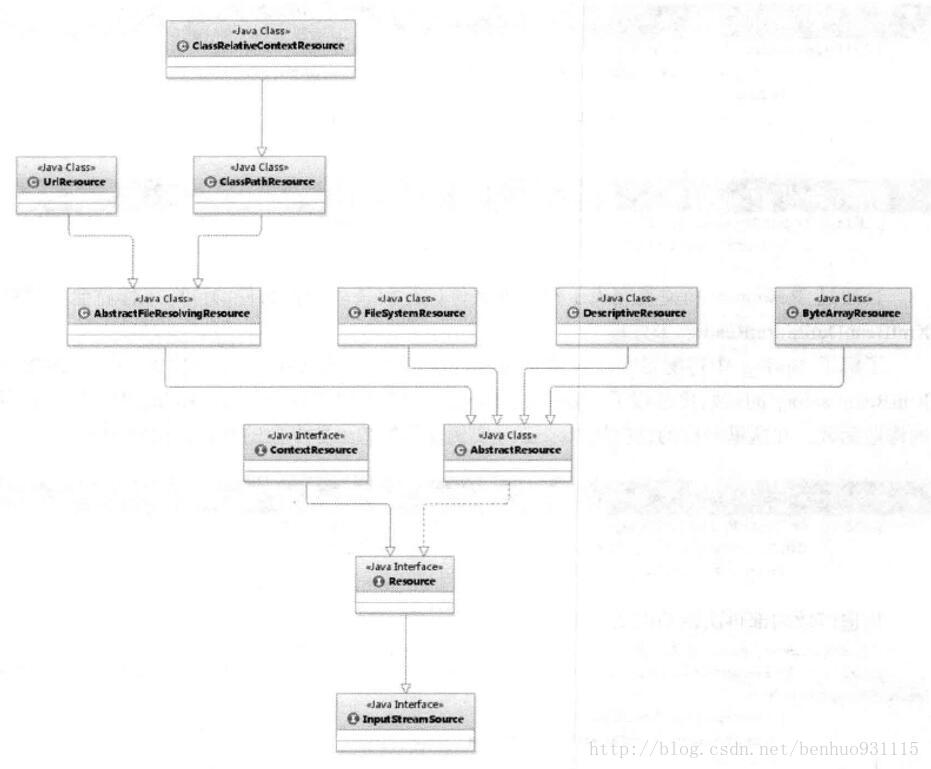 «Java Class»
ClassRelativeContextResource
«Java Class»
UrlResource
«Java Class»
ClassPathResource
«Java Class»
AbstractFileResolvingResource
«Java Class»
FileSystemResource
«Java Class»
DescriptiveResource
«Java Class»
ByteArrayResource
«Java Interface»
ContextResource
«Java Class»
AbstractResource
«Java Interface»
Resource
«Java Interface»
InputStreamSource
http://blog.csdn.net/benhuo931115